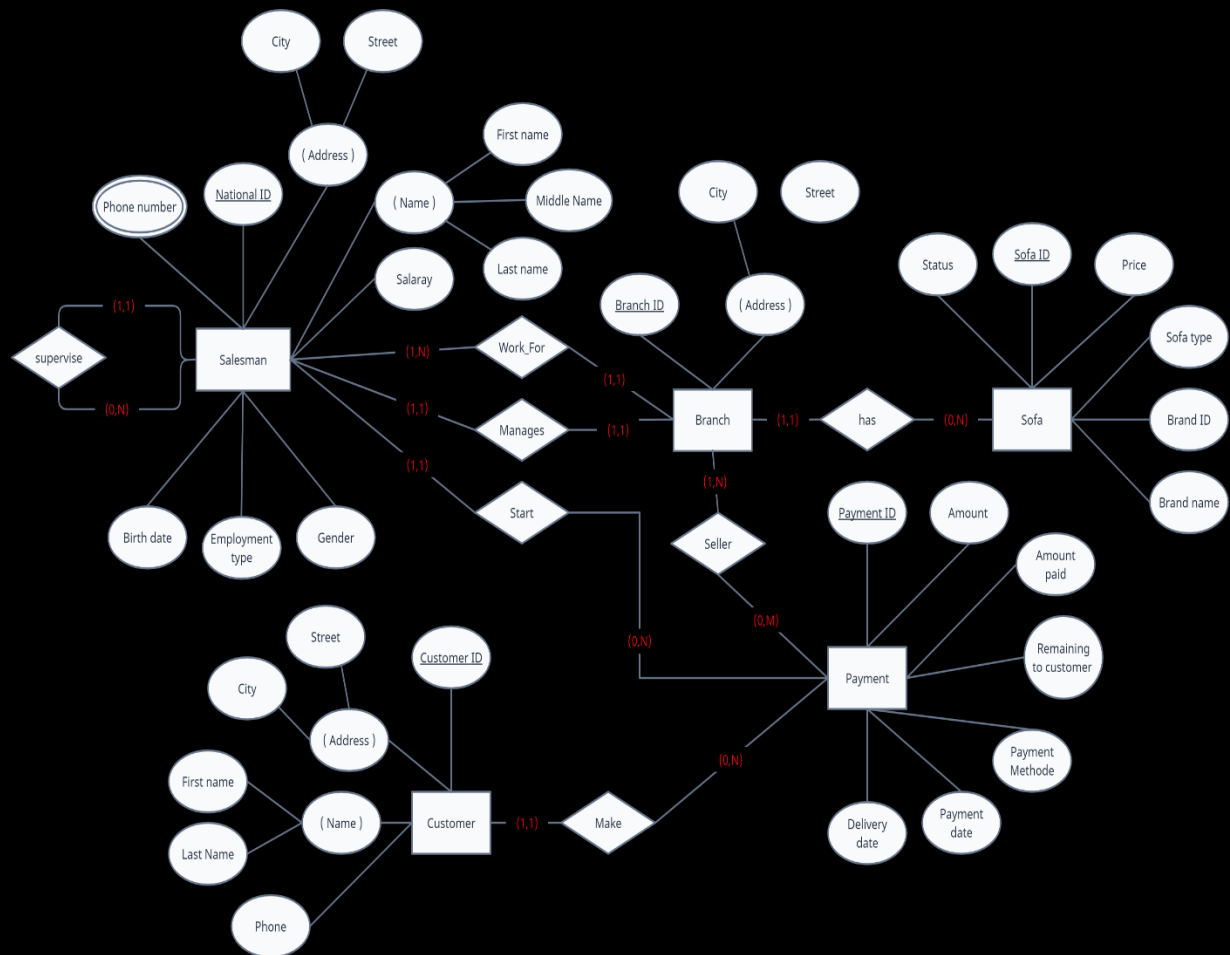 City
Street
( Address )
First name
Phone number
National ID
( Name )
Middle Name
City
Street
Last name
Salaray
Status
Sofa ID
Price
Branch ID
( Address )
(1,1)
supervise
(0,N)
Salesman
(1,N)
Work_For
(1,1)
(1,1)
Manages
(1,1)
Branch
(1,1)
has
(0,N)
Sofa
Sofa type
Brand ID
Brand name
(1,1)
Start
(1,N)
Seller
(0,M)
(0,N)
Birth date
Employment
type
Gender
Payment ID
Amount
Amount
paid
Remaining
to customer
Payment
Payment
Methode
Payment
date
Delivery
date
Street
Customer ID
City
( Address )
First name
( Name )
Last Name
Phone
Customer
(1,1)
Make
(0,N)